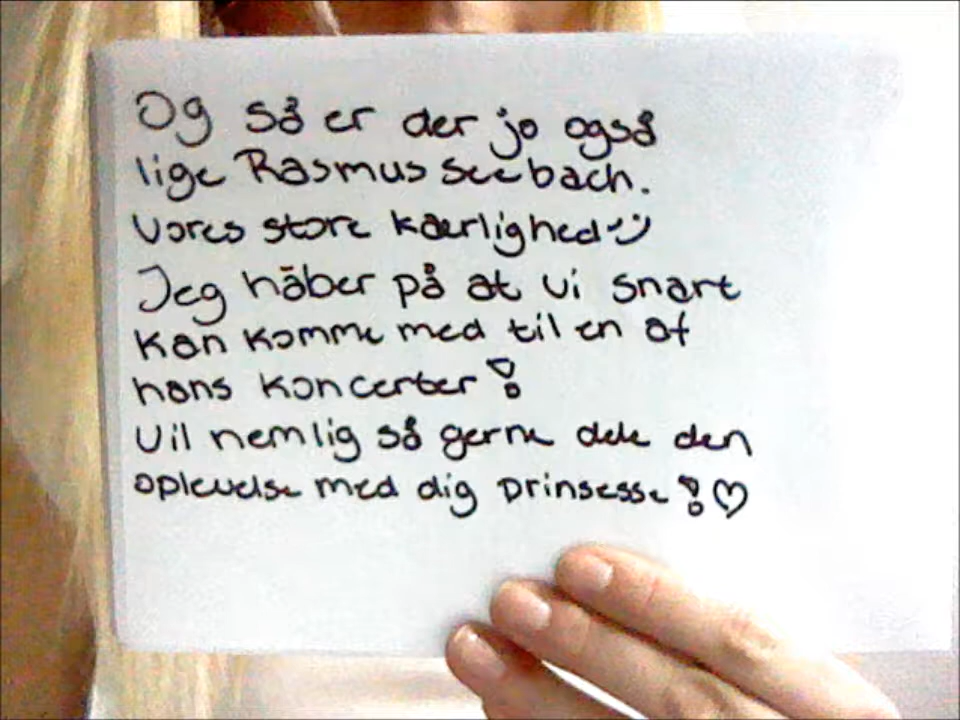 Og så er der jo også
lige Rasmus Seebach.
Vores store kærlighed :)
Jeg håber på at vi snart
kan komme med til en af
hans koncerter!
Vil nemlig så gerne dele den
oplevelse med dig prinsesse! ♡